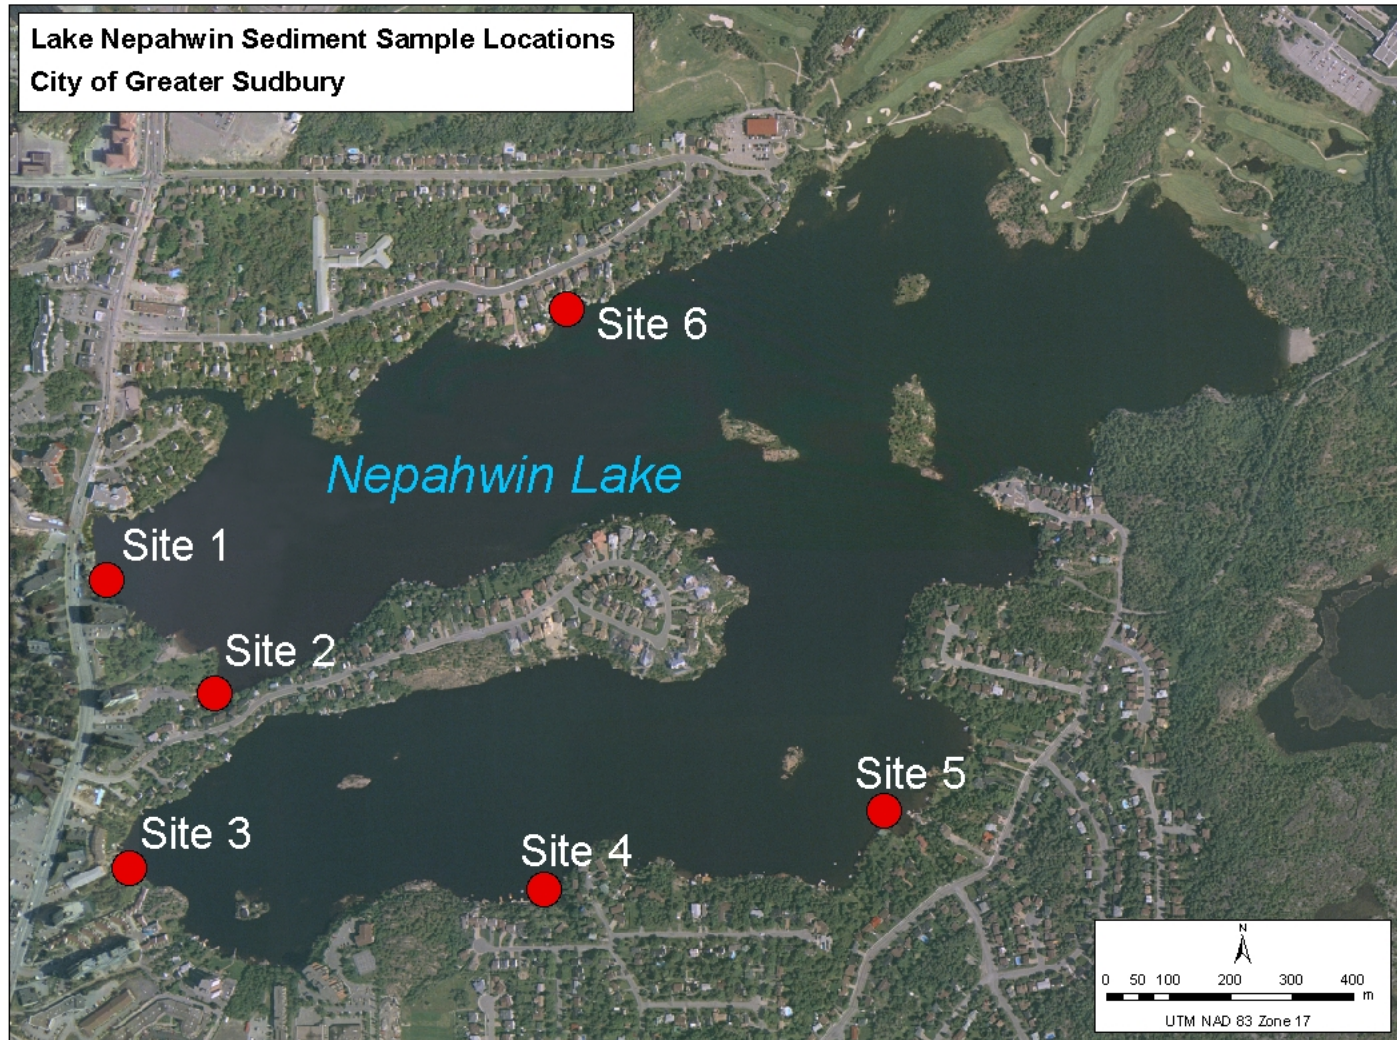 Lake Nepahwin Sediment Sample Locations
City of Greater Sudbury
Site 6
Nepahwin Lake
Site 1
Site 2
Site 5
Site 3
Site 4
N
0 50 100 200 300 400
m
UTM NAD 83 Zone 17